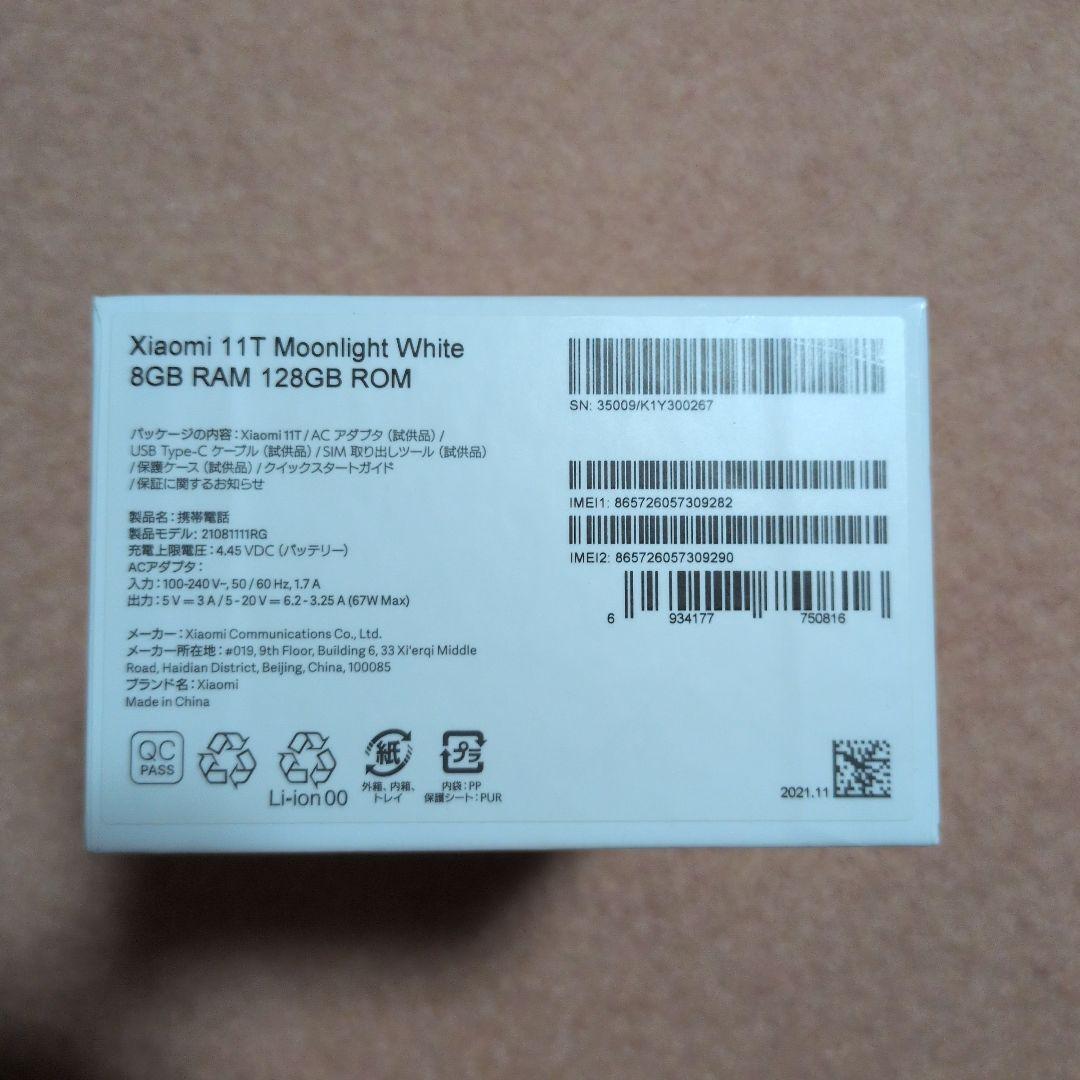 Xiaomi 11T Moonlight White
8GB RAM 128GB ROM
パッケージの内容：Xiaomi 11T / AC アダプタ（試供品）/
USB Type-C ケーブル（試供品）/ SIM 取り出しツール（試供品）
/ 保護ケース（試供品）/ クイックスタートガイド
/ 保証に関するお知らせ
製品名：携帯電話
製品モデル: 21081111RG
充電上限電圧：4.45 VDC（バッテリー）
ACアダプタ：
入力：100-240 V~, 50 / 60 Hz, 1.7 A
出力：5 V = 3 A / 5 - 20 V = 6.2 - 3.25 A (67W Max)
メーカー：Xiaomi Communications Co., Ltd.
メーカー所在地：#019, 9th Floor, Building 6, 33 Xi'erqi Middle
Road, Haidian District, Beijing, China, 100085
ブランド名：Xiaomi
Made in China
QC
PASS
Li-ion 00
紙
外箱、内箱、
トレイ
プラ
内袋：PP
保護シート：PUR
SN: 35009/K1Y300267
IMEI1: 865726057309282
IMEI2: 865726057309290
6 934177 750816
2021.11